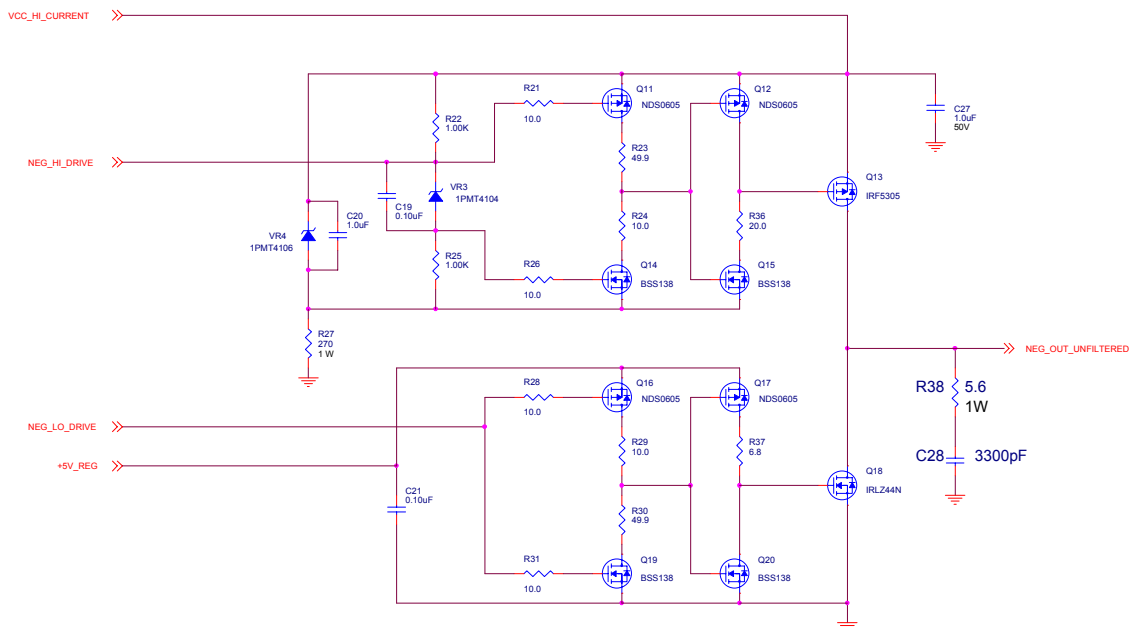 VCC_HI_CURRENT
R21
10.0
Q11
NDS0605
Q12
NDS0605
C27
1.0uF
50V
R22
1.00K
R23
49.9
NEG_HI_DRIVE
VR3
1PMT4104
C19
0.10uF
Q13
IRF5305
C20
1.0uF
VR4
1PMT4106
R24
10.0
R36
20.0
R25
1.00K
R26
10.0
Q14
BSS138
Q15
BSS138
R27
270
1 W
NEG_OUT_UNFILTERED
R28
10.0
Q16
NDS0605
Q17
NDS0605
R38 5.6
1W
NEG_LO_DRIVE
R29
10.0
R37
6.8
+5V_REG
C28 3300pF
Q18
IRLZ44N
C21
0.10uF
R30
49.9
R31
10.0
Q19
BSS138
Q20
BSS138